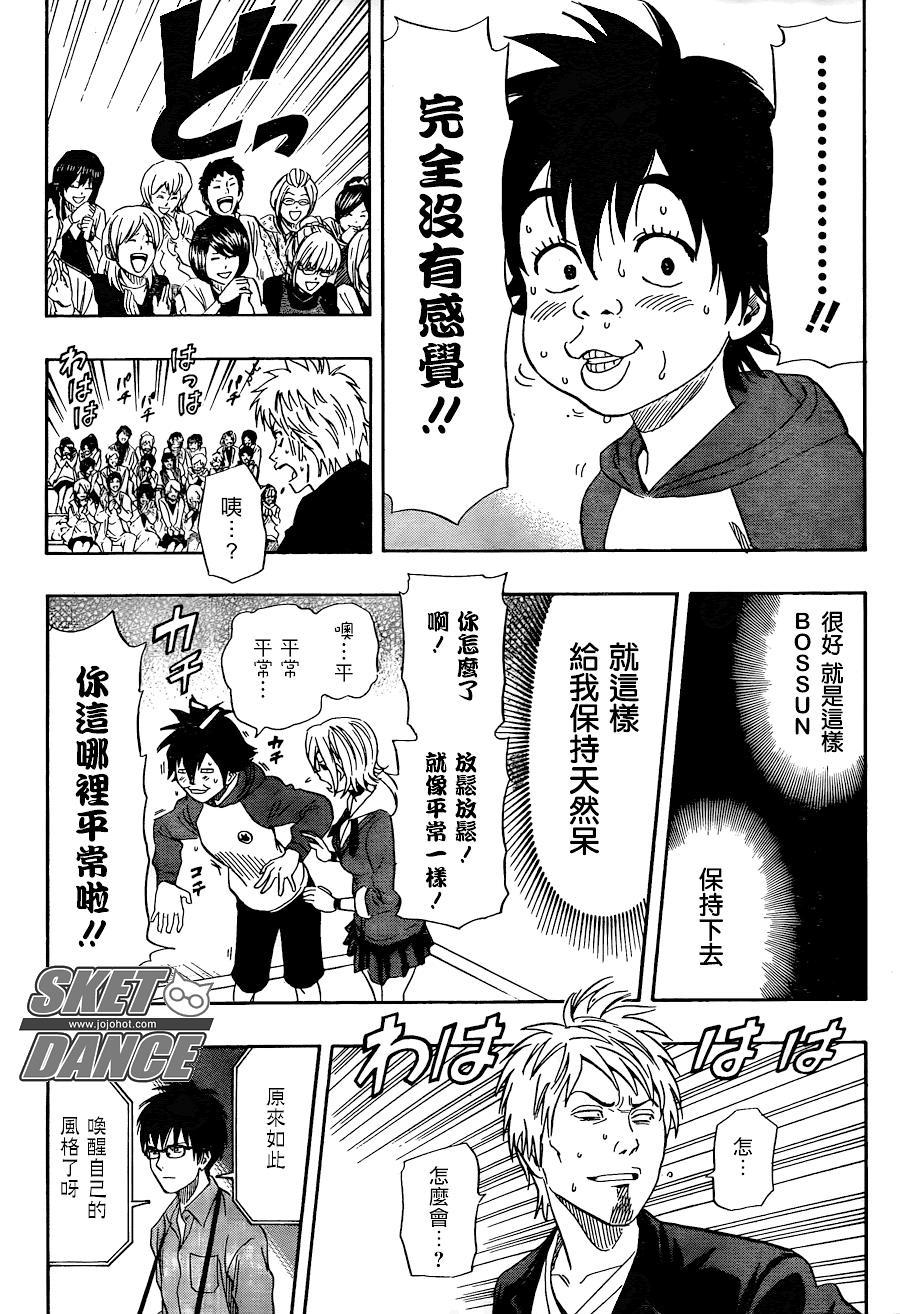 …………!!
完全沒有感覺!!
どっ
はっは
パチ
パチ
わはは
咦…?
很好 就是這樣
BOSSUN
保持下去
就這樣
給我保持天然呆
你怎麼了
啊!
放鬆放鬆!
就像平常一樣!
噢…平
平常
平常…
カチ
カチ
コキ
你這哪裡平常啦!!
はは
わは
怎…
怎麼會…?
原來如此
喚醒自己的
風格了呀
SKET
www.jojohot.com
DANCE